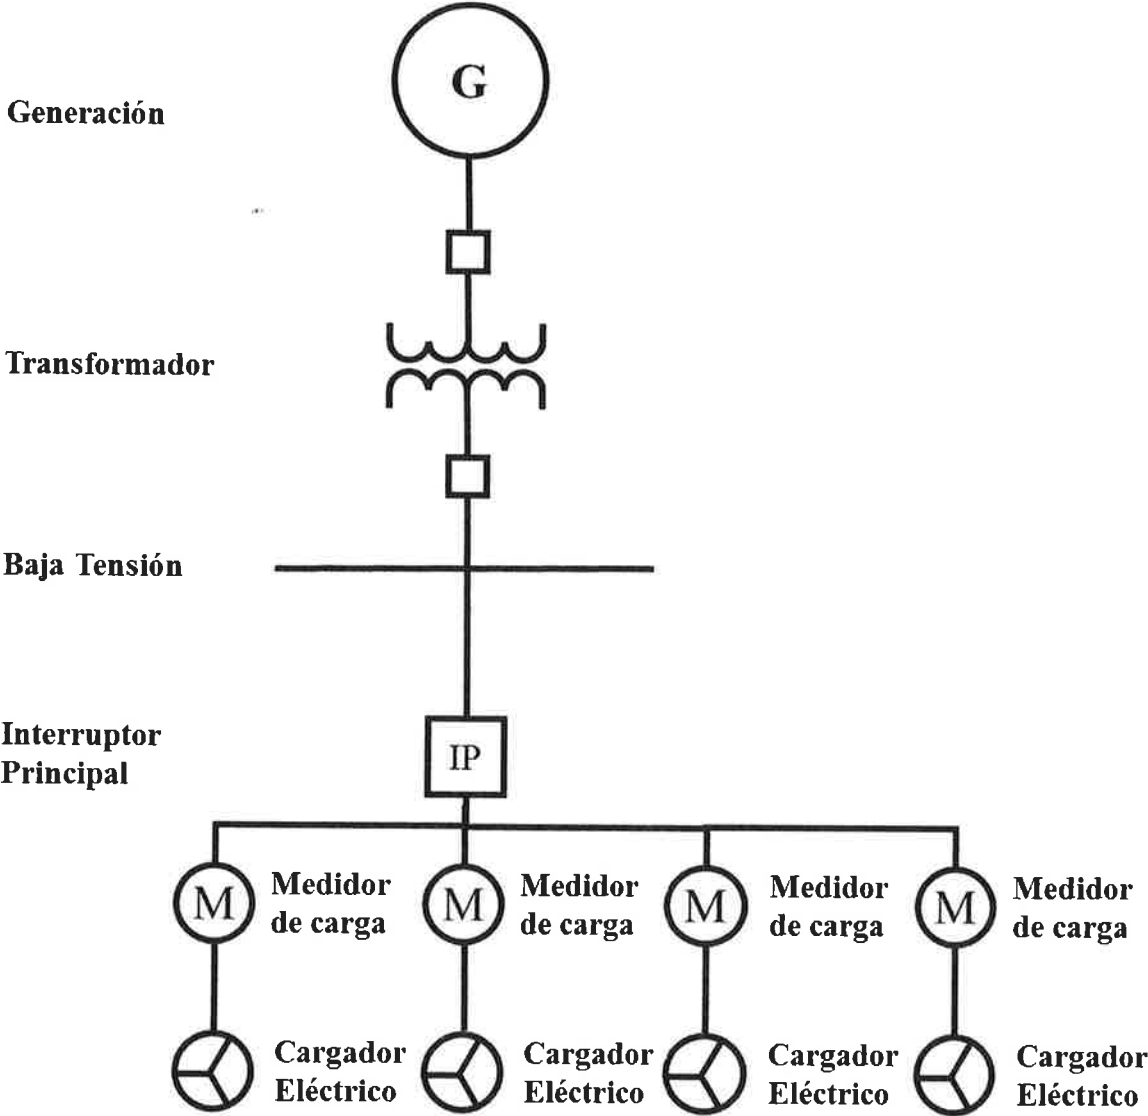 G
Generación
Transformador
Baja Tensión
Interruptor
Principal
IP
M
Medidor
de carga
M
Medidor
de carga
M
Medidor
de carga
M
Medidor
de carga
Cargador
Eléctrico
Cargador
Eléctrico
Cargador
Eléctrico
Cargador
Eléctrico